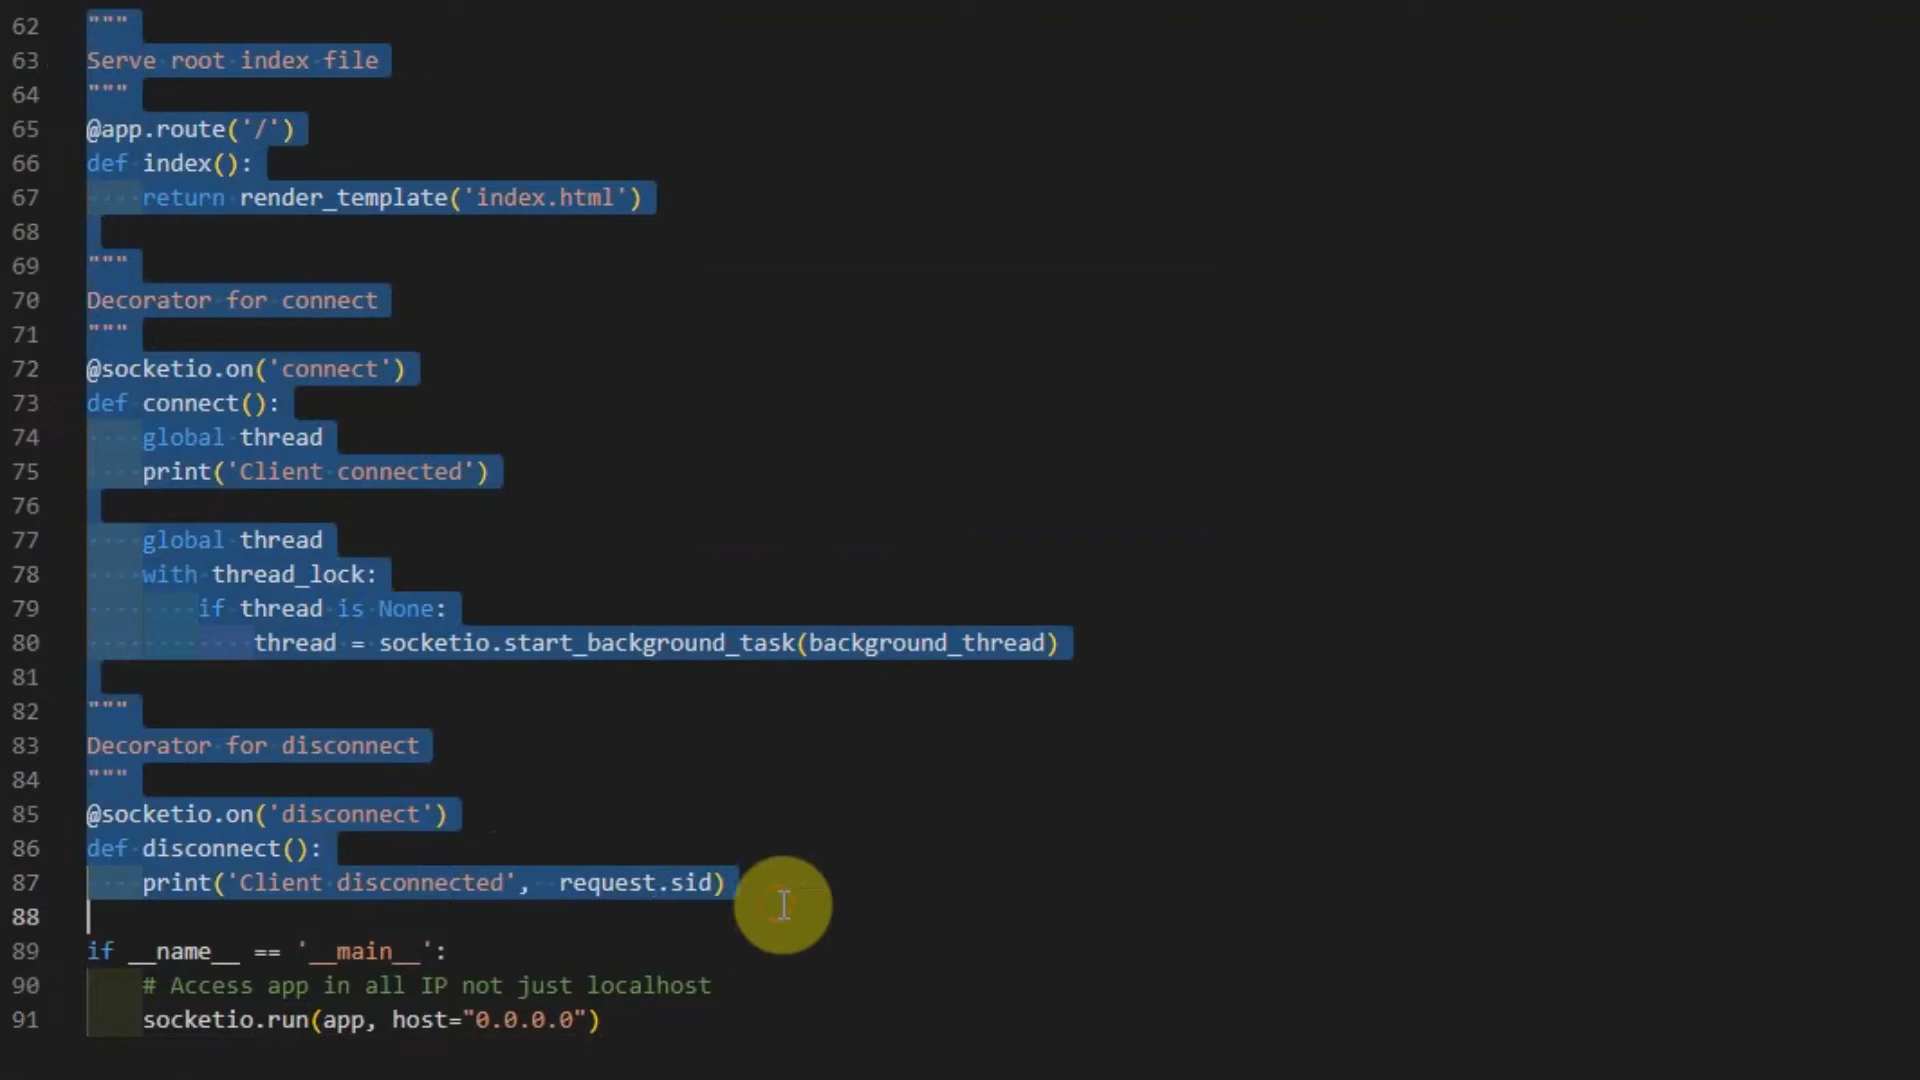 62 """
63 Serve root index file
64 """
65 @app.route('/')
66 def index():
67     return render_template('index.html')
68
69 """
70 Decorator for connect
71 """
72 @socketio.on('connect')
73 def connect():
74     global thread
75     print('Client connected')
76
77     global thread
78     with thread_lock:
79         if thread is None:
80             thread = socketio.start_background_task(background_thread)
81
82 """
83 Decorator for disconnect
84 """
85 @socketio.on('disconnect')
86 def disconnect():
87     print('Client disconnected',  request.sid)
88
89 if __name__ == '__main__':
90     # Access app in all IP not just localhost
91     socketio.run(app, host="0.0.0.0")